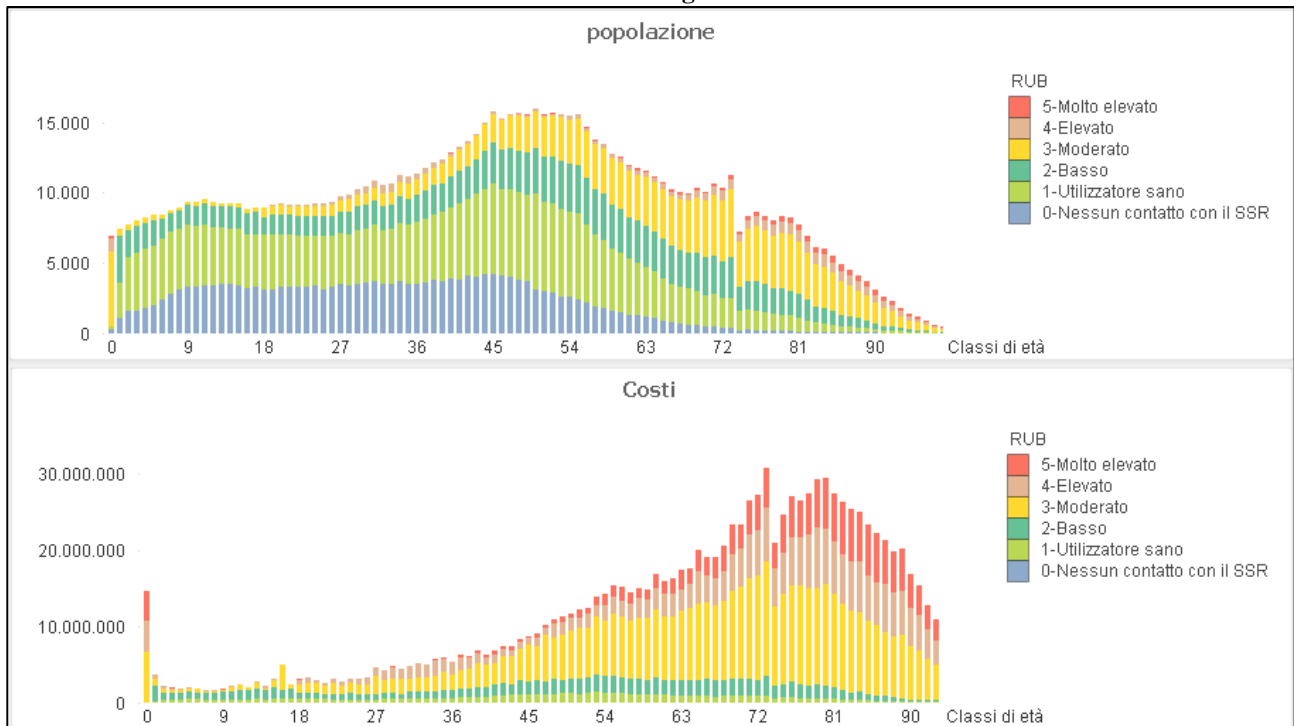 popolazione
RUB
5-Molto elevato
4-Elevato
3-Moderato
2-Basso
1-Utilizzatore sano
0-Nessun contatto con il SSR
15.000
10.000
5.000
0
0 9 18 27 36 45 54 63 72 81 90 Classi di età
Costi
RUB
5-Molto elevato
4-Elevato
3-Moderato
2-Basso
1-Utilizzatore sano
0-Nessun contatto con il SSR
30.000.000
20.000.000
10.000.000
0
0 9 18 27 36 45 54 63 72 81 90 Classi di età